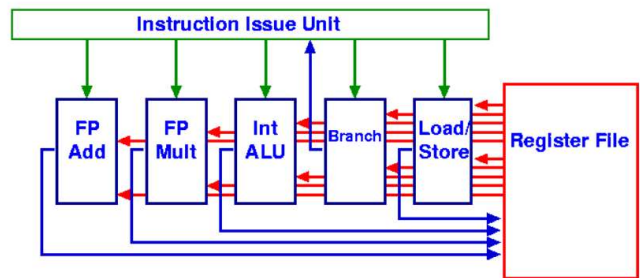 Instruction Issue Unit
FP
Add
FP
Mult
Int
ALU
Branch
Load/
Store
Register File